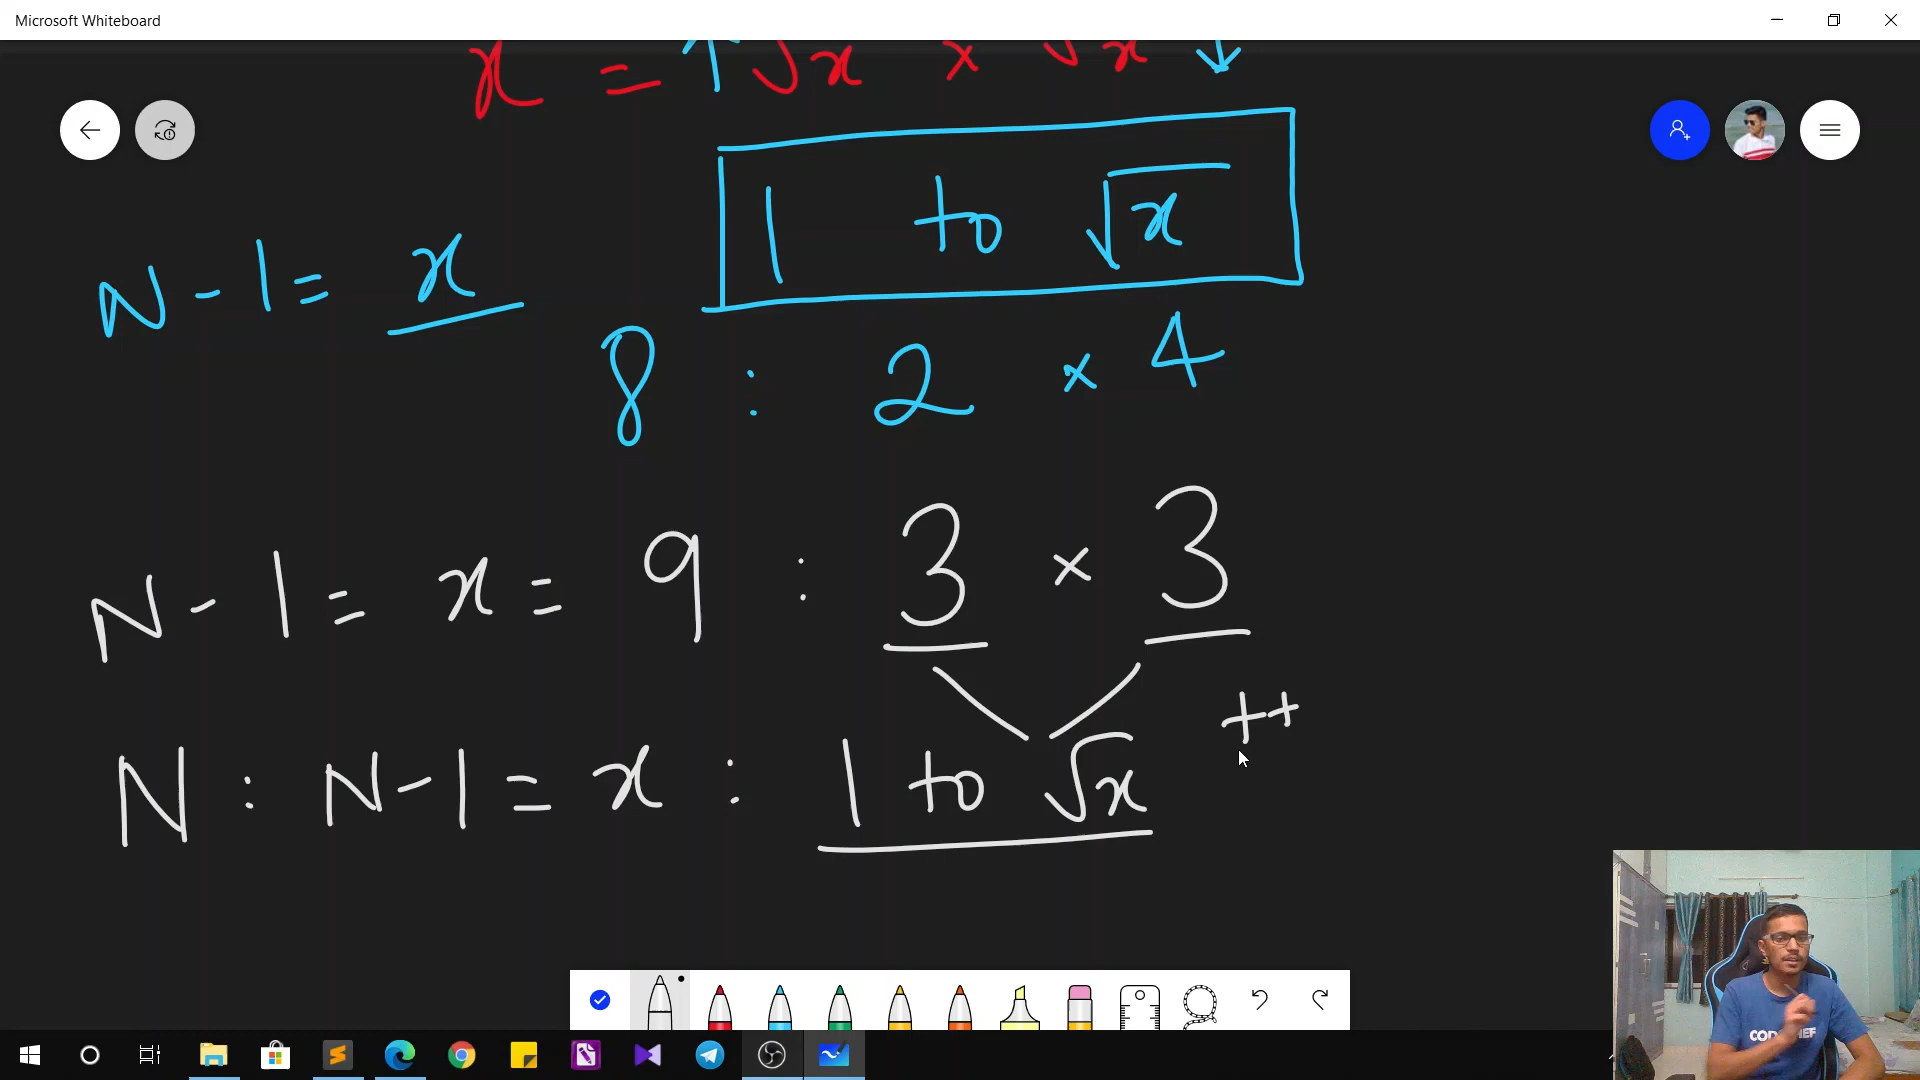 Microsoft Whiteboard
x = ↑ √x × √x ↓
1 to √x
N - 1 = x
8 : 2 × 4
N - 1 = x = 9 : 3 × 3
++
N : N - 1 = x : 1 to √x